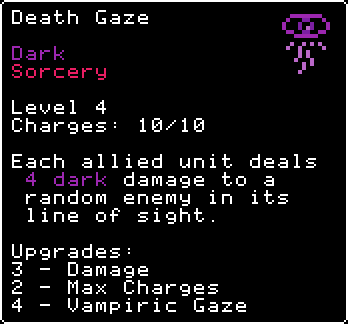 Death Gaze
Dark
Sorcery
Level 4
Charges: 10/10
Each allied unit deals
4 dark damage to a
random enemy in its
line of sight.
Upgrades:
3 - Damage
2 - Max Charges
4 - Vampiric Gaze